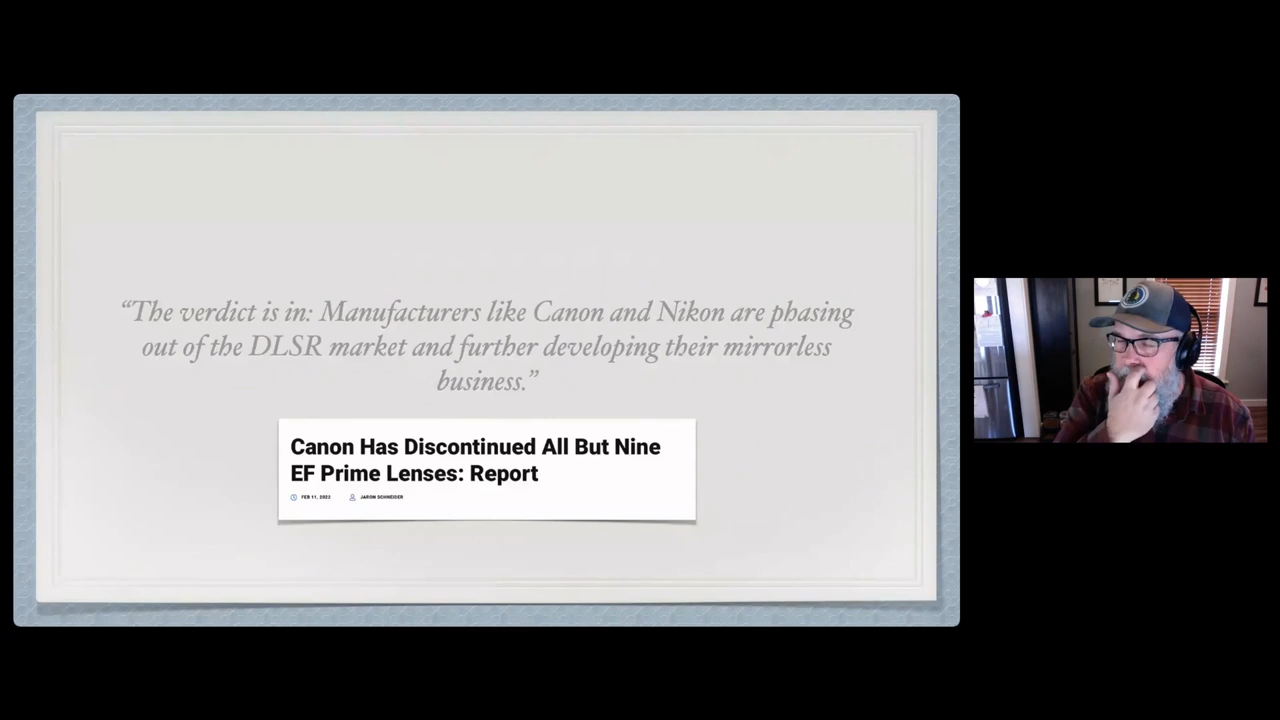 “The verdict is in: Manufacturers like Canon and Nikon are phasing
out of the DLSR market and further developing their mirrorless
business.”
Canon Has Discontinued All But Nine
EF Prime Lenses: Report
FEB 11, 2022 JARON SCHNEIDER